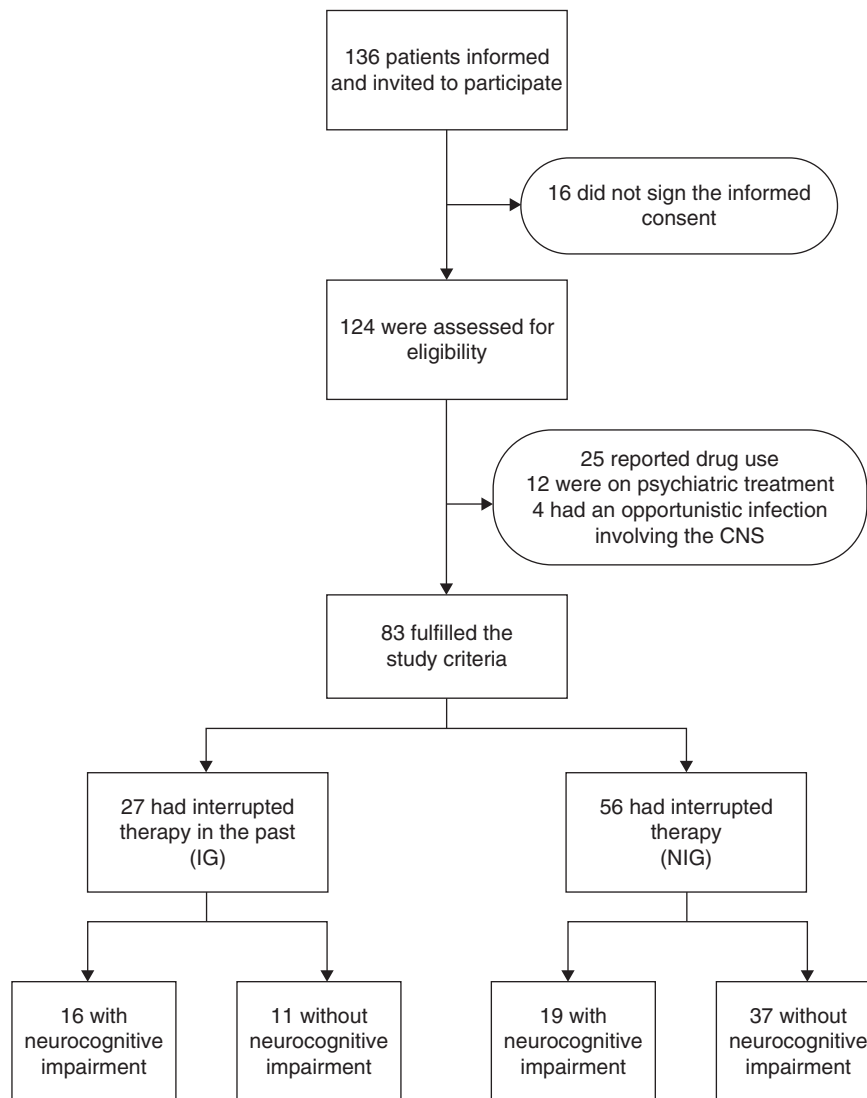 136 patients informed
and invited to participate
16 did not sign the informed
consent
124 were assessed for
eligibility
25 reported drug use
12 were on psychiatric treatment
4 had an opportunistic infection
involving the CNS
83 fulfilled the
study criteria
27 had interrupted
therapy in the past
(IG)
56 had interrupted
therapy
(NIG)
16 with
neurocognitive
impairment
11 without
neurocognitive
impairment
19 with
neurocognitive
impairment
37 without
neurocognitive
impairment